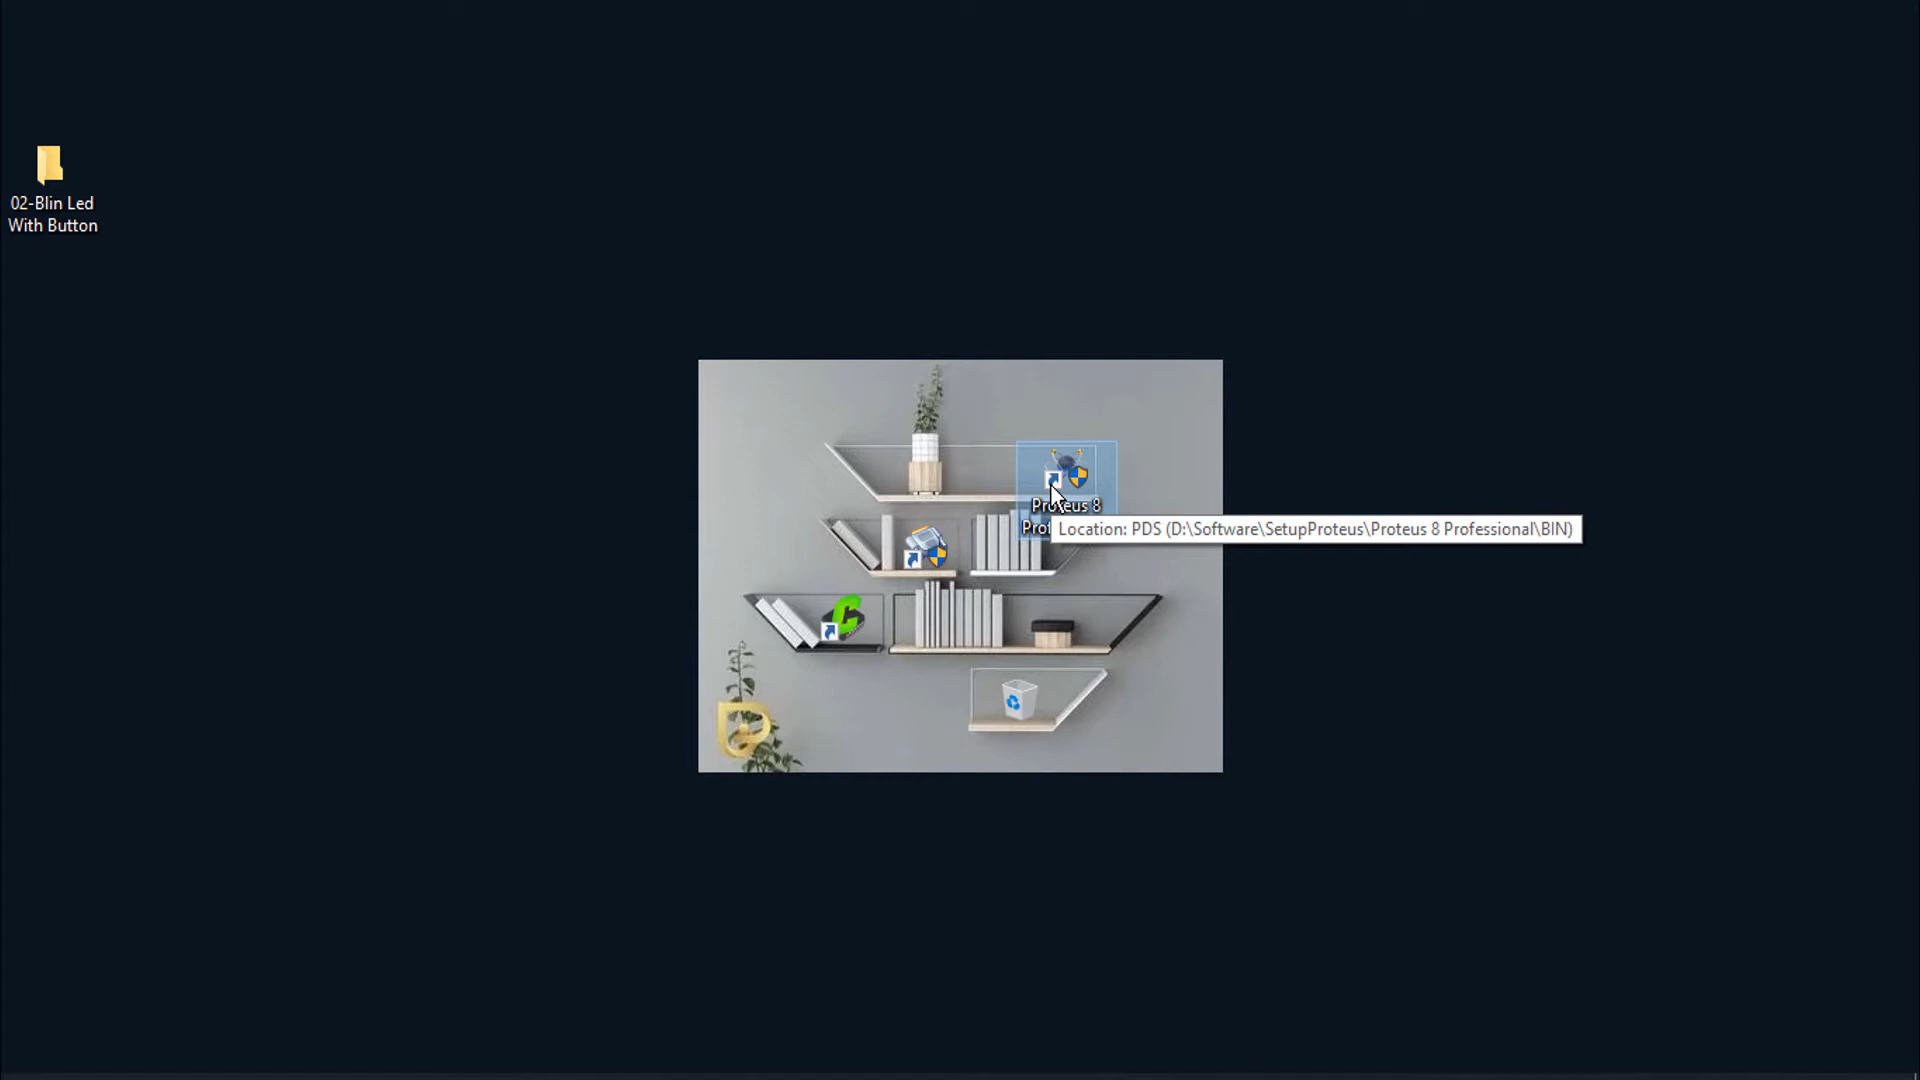 02-Blin Led
With Button
Proteus 8
Location: PDS (D:\Software\SetupProteus\Proteus 8 Professional\BIN)